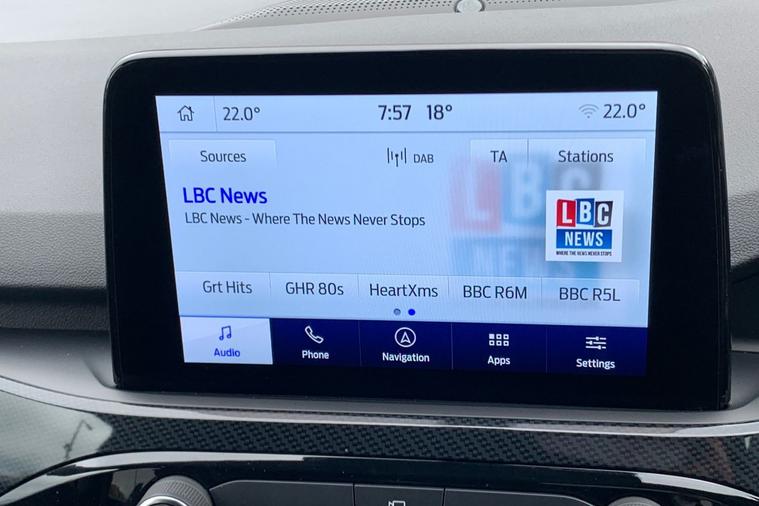 22.0° 7:57 18° 22.0°
Sources DAB TA Stations
LBC News
LBC News - Where The News Never Stops
LBC
NEWS
WHERE THE NEWS NEVER STOPS
LBC
NEWS
Grt Hits GHR 80s HeartXms BBC R6M BBC R5L
Audio Phone Navigation Apps Settings